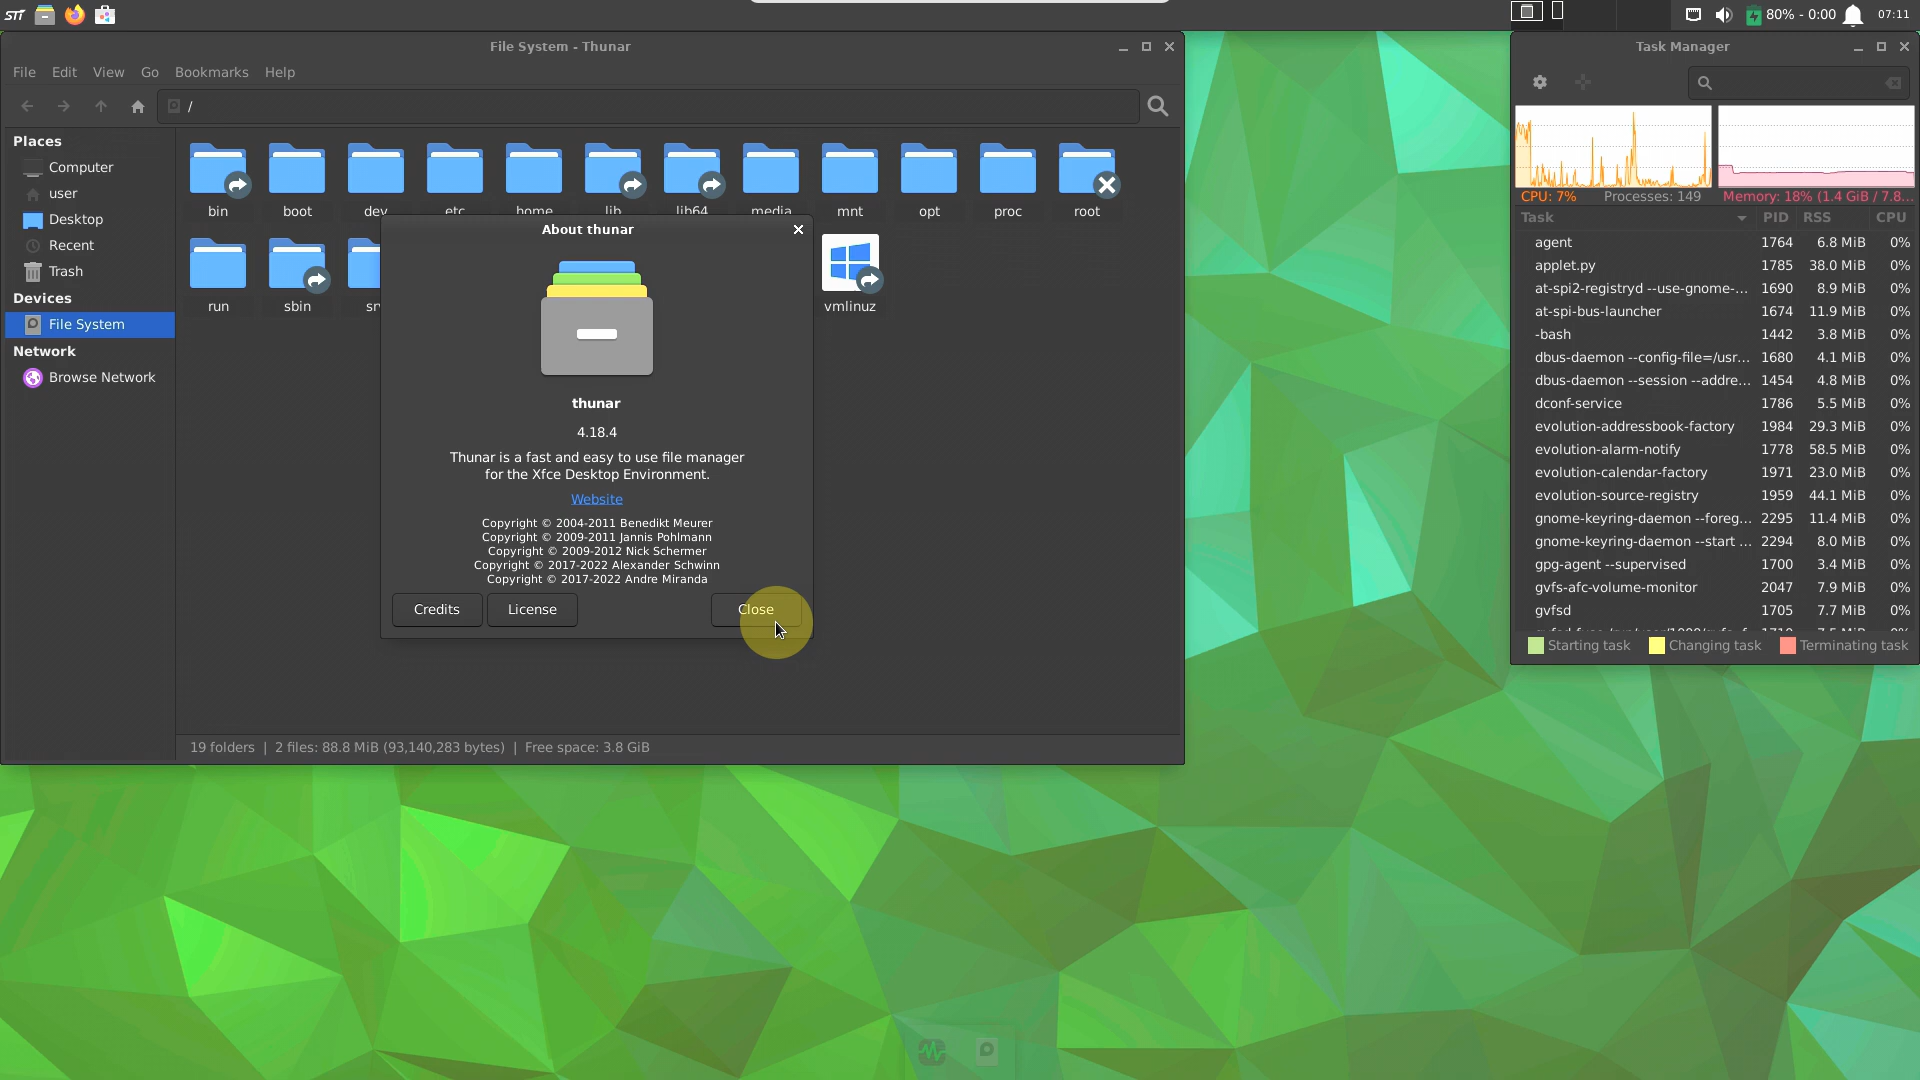 80% - 0:00
07:11
File System - Thunar
File Edit View Go Bookmarks Help
/
Places
Computer
user
Desktop
Recent
Trash
Devices
File System
Network
Browse Network
bin boot dev etc home lib lib64 media mnt opt proc root
run sbin vmlinuz
About thunar
thunar
4.18.4
Thunar is a fast and easy to use file manager
for the Xfce Desktop Environment.
Website
Copyright © 2004-2011 Benedikt Meurer
Copyright © 2009-2011 Jannis Pohlmann
Copyright © 2009-2012 Nick Schermer
Copyright © 2017-2022 Alexander Schwinn
Copyright © 2017-2022 Andre Miranda
Credits License Close
19 folders | 2 files: 88.8 MiB (93,140,283 bytes) | Free space: 3.8 GiB
Task Manager
CPU: 7% Processes: 149 Memory: 18% (1.4 GiB / 7.8...
Task PID RSS CPU
agent 1764 6.8 MiB 0%
applet.py 1785 38.0 MiB 0%
at-spi2-registryd --use-gnome-... 1690 8.9 MiB 0%
at-spi-bus-launcher 1674 11.9 MiB 0%
-bash 1442 3.8 MiB 0%
dbus-daemon --config-file=/usr... 1680 4.1 MiB 0%
dbus-daemon --session --addre... 1454 4.8 MiB 0%
dconf-service 1786 5.5 MiB 0%
evolution-addressbook-factory 1984 29.3 MiB 0%
evolution-alarm-notify 1778 58.5 MiB 0%
evolution-calendar-factory 1971 23.0 MiB 0%
evolution-source-registry 1959 44.1 MiB 0%
gnome-keyring-daemon --foreg... 2295 11.4 MiB 0%
gnome-keyring-daemon --start ... 2294 8.0 MiB 0%
gpg-agent --supervised 1700 3.4 MiB 0%
gvfs-afc-volume-monitor 2047 7.9 MiB 0%
gvfsd 1705 7.7 MiB 0%
Starting task Changing task Terminating task